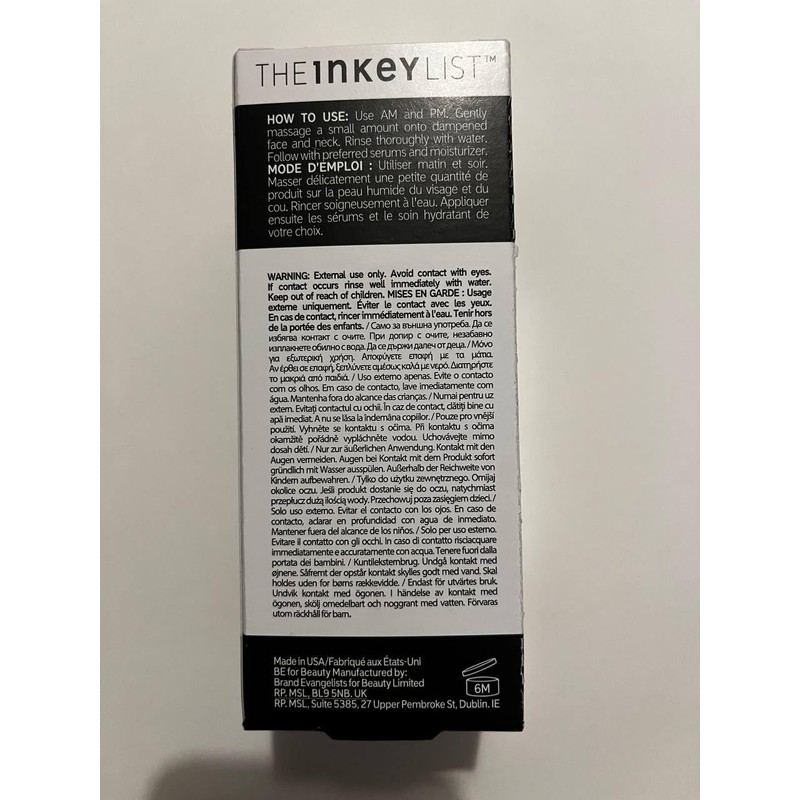 THE INKEY LIST™
HOW TO USE: Use AM and PM. Gently
massage a small amount onto dampened
face and neck. Rinse thoroughly with water.
Follow with preferred serums and moisturizer.
MODE D'EMPLOI : Utiliser matin et soir.
Masser délicatement une petite quantité de
produit sur la peau humide du visage et du
cou. Rincer soigneusement à l'eau. Appliquer
ensuite les sérums et le soin hydratant de
votre choix.
WARNING: External use only. Avoid contact with eyes.
If contact occurs rinse well immediately with water.
Keep out of reach of children. MISES EN GARDE : Usage
externe uniquement. Éviter le contact avec les yeux.
En cas de contact, rincer immédiatement à l'eau. Tenir hors
de la portée des enfants. / Само за външна употреба. Да се
избягва контакт с очите. При допир с очите, незабавно
изплакнете обилно с вода. Да се държи далеч от деца. / Μόνο
για εξωτερική χρήση. Αποφύγετε επαφή με τα μάτια.
Αν έρθει σε επαφή, ξεπλύνετε αμέσως καλά με νερό. Διατηρήστε
το μακριά από παιδιά. / Uso externo apenas. Evite o contacto
com os olhos. Em caso de contacto, lave imediatamente com
água. Mantenha fora do alcance das crianças. / Numai pentru uz
extern. Evitați contactul cu ochii. În caz de contact, clătiți bine cu
apă imediat. A nu se lăsa la îndemâna copiilor. / Pouze pro vnější
použití. Vyhněte se kontaktu s očima. Při kontaktu s očima
okamžitě pořádně vypláchněte vodou. Uchovávejte mimo
dosah dětí. / Nur zur äußerlichen Anwendung. Kontakt mit den
Augen vermeiden. Augen bei Kontakt mit dem Produkt sofort
gründlich mit Wasser ausspülen. Außerhalb der Reichweite von
Kindern aufbewahren. / Tylko do użytku zewnętrznego. Omijaj
okolice oczu. Jeśli produkt dostanie się do oczu, natychmiast
przepłucz dużą ilością wody. Przechowuj poza zasięgiem dzieci. /
Solo uso externo. Evitar el contacto con los ojos. En caso de
contacto, aclarar en profundidad con agua de inmediato.
Mantener fuera del alcance de los niños. / Solo per uso esterno.
Evitare il contatto con gli occhi. In caso di contatto risciacquare
immediatamente e accuratamente con acqua. Tenere fuori dalla
portata dei bambini. / Kun til eksternbrug. Undgå kontakt med
øjnene. Såfremt der opstår kontakt skylles godt med vand. Skal
holdes uden for børns rækkevidde. / Endast för utvärtes bruk.
Undvik kontakt med ögonen. I händelse av kontakt med
ögonen, skölj omedelbart och noggrant med vatten. Förvaras
utom räckhåll för barn.
Made in USA/Fabriqué aux États-Uni
BE for Beauty Manufactured by:
Brand Evangelists for Beauty Limited
RP. MSL, BL9 5NB. UK
RP. MSL, Suite 5385, 27 Upper Pembroke St, Dublin. IE
6M